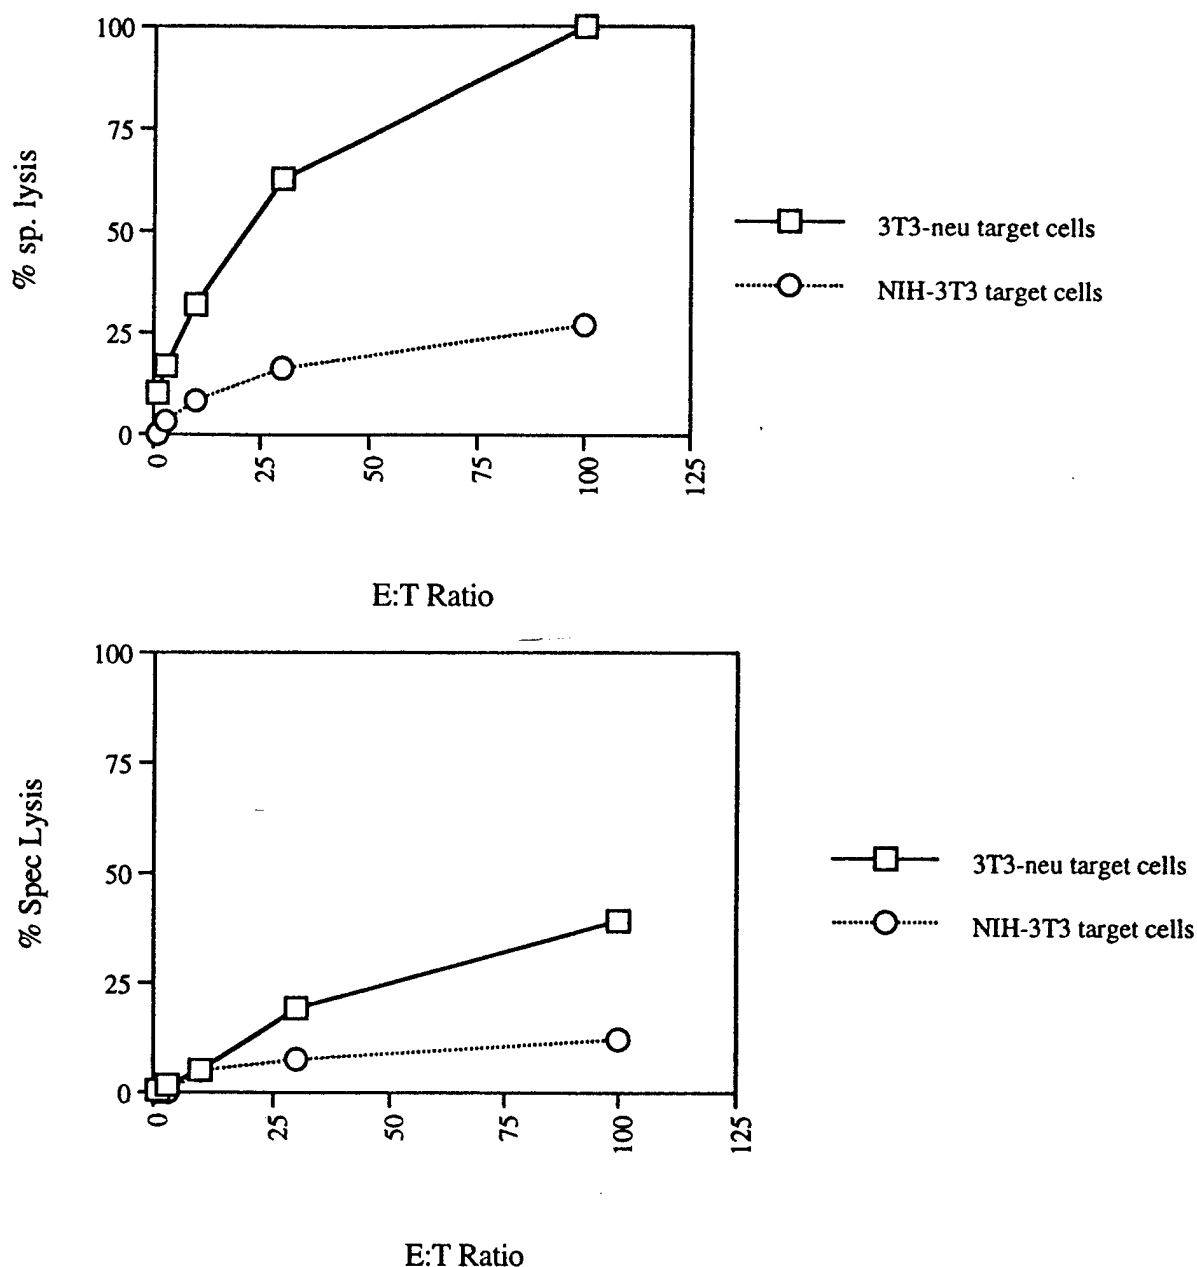 100
75
50
25
0
% sp. lysis
0 25 50 75 100 125
E:T Ratio
3T3-neu target cells
NIH-3T3 target cells
100
75
50
25
0
% Spec Lysis
0 25 50 75 100 125
E:T Ratio
3T3-neu target cells
NIH-3T3 target cells